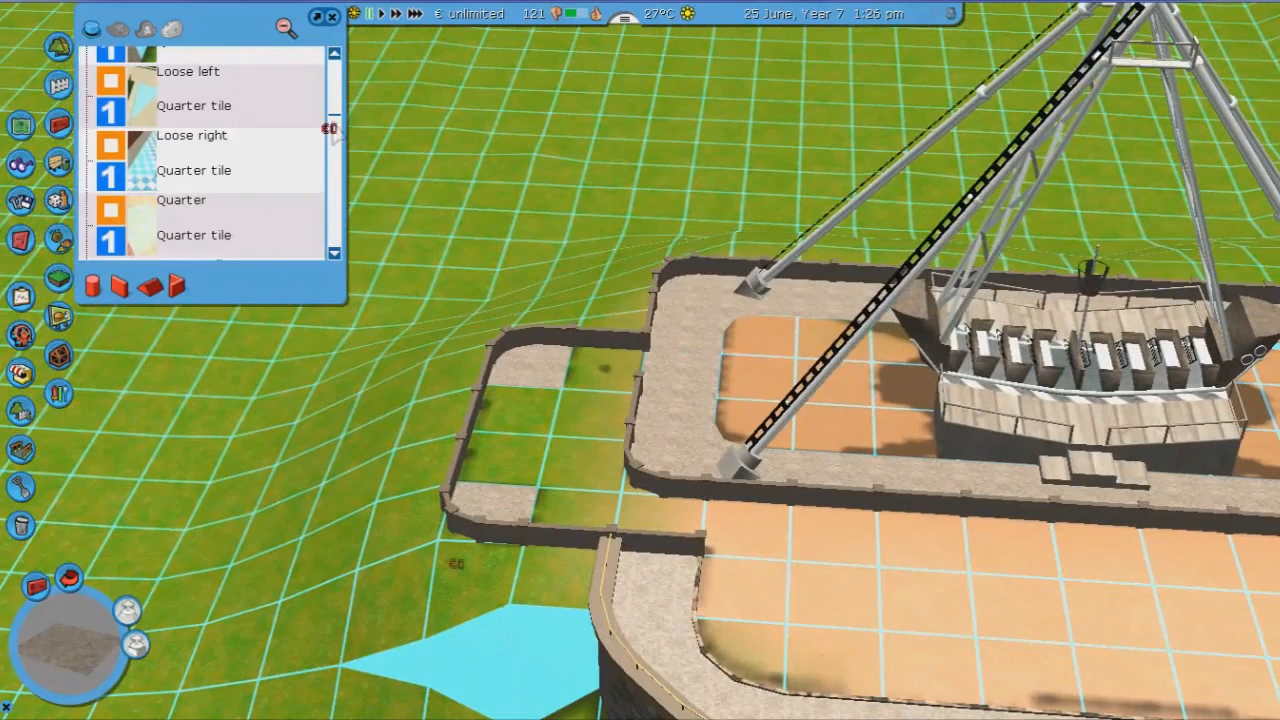 € unlimited 121 27°C 25 June, Year 7 1:26 pm
1
Loose left
1 Quarter tile
Loose right
1 Quarter tile
Quarter
1 Quarter tile